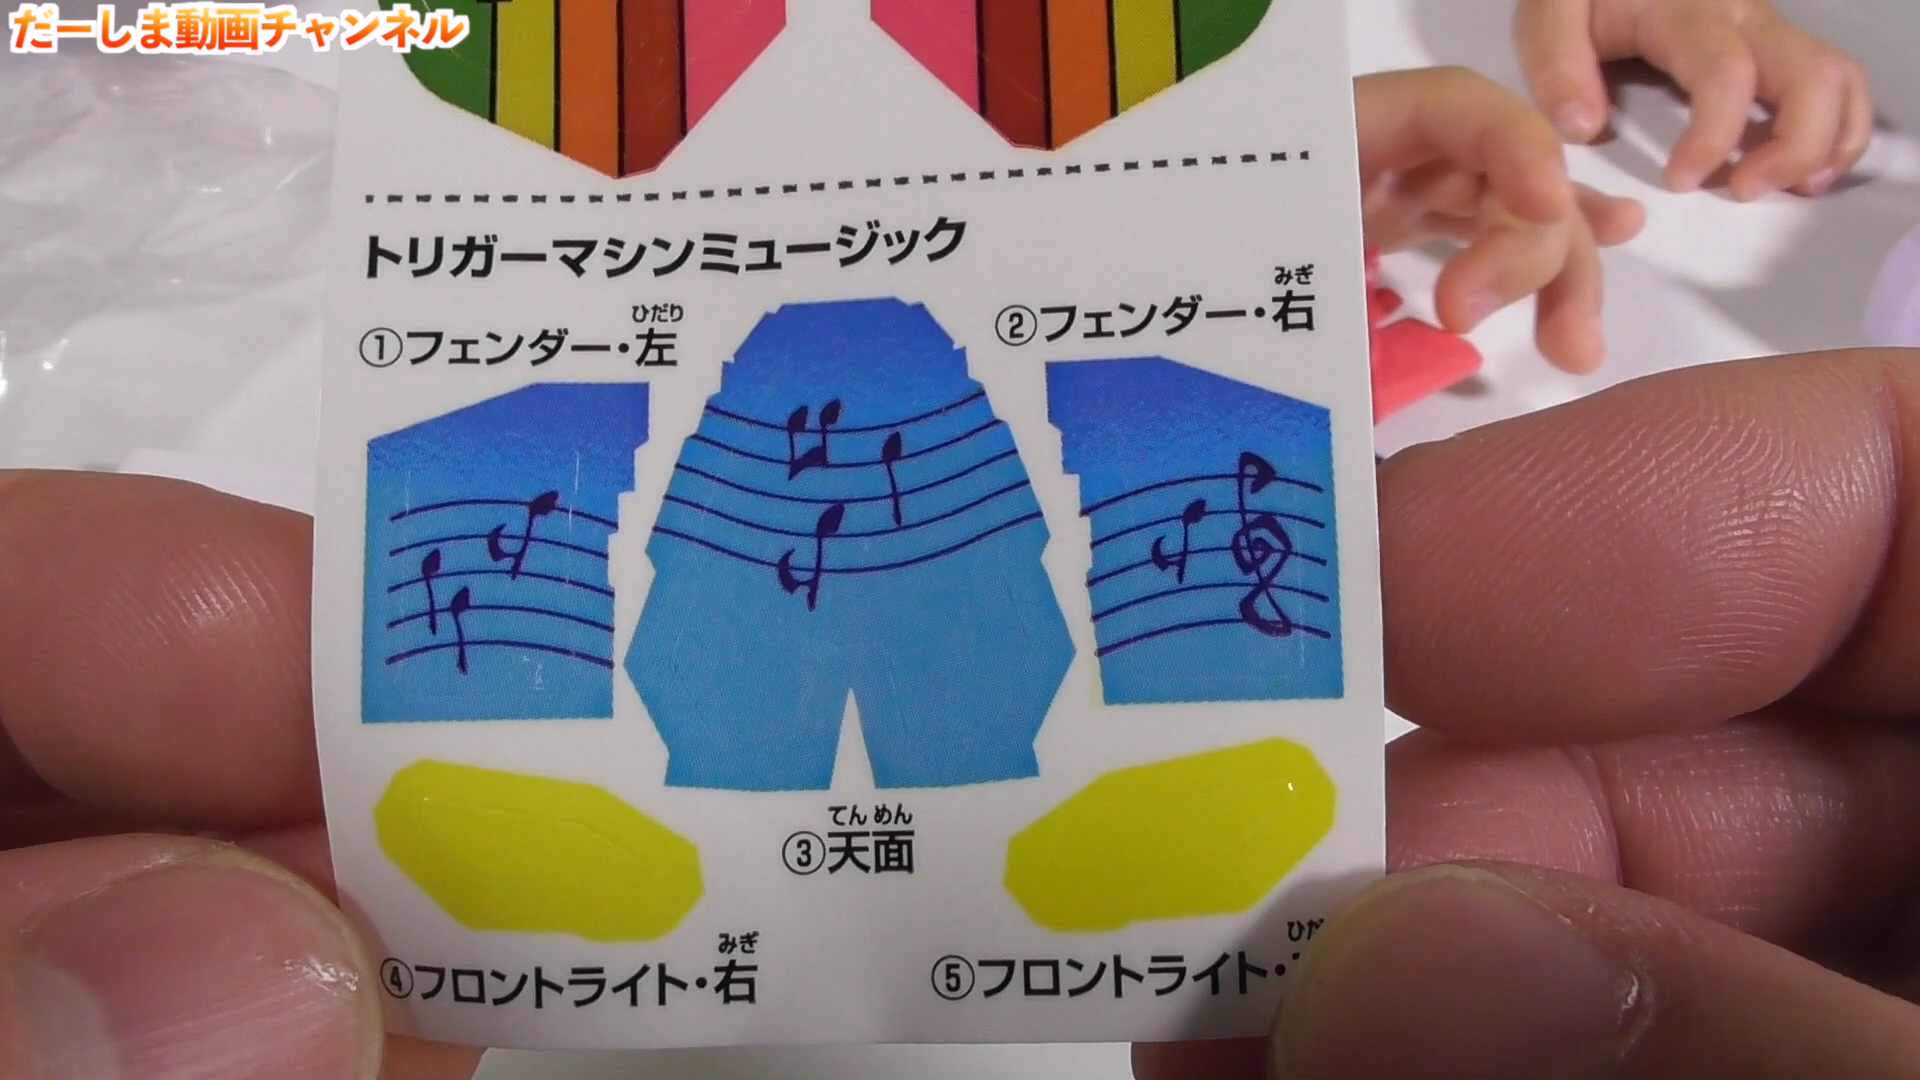 だーしま動画チャンネル
トリガーマシンミュージック
ひだり
①フェンダー・左
みぎ
②フェンダー・右
てんめん
③天面
みぎ
④フロントライト・右
⑤フロントライト・